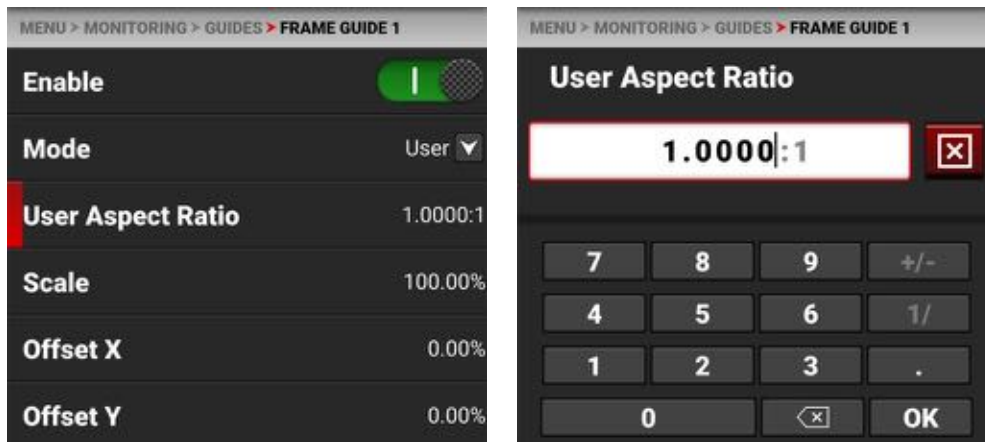 MENU > MONITORING > GUIDES > FRAME GUIDE 1
Enable
Mode User
User Aspect Ratio 1.0000:1
Scale 100.00%
Offset X 0.00%
Offset Y 0.00%
MENU > MONITORING > GUIDES > FRAME GUIDE 1
User Aspect Ratio
1.0000:1
7 8 9 +/-
4 5 6 1/
1 2 3 .
0 OK